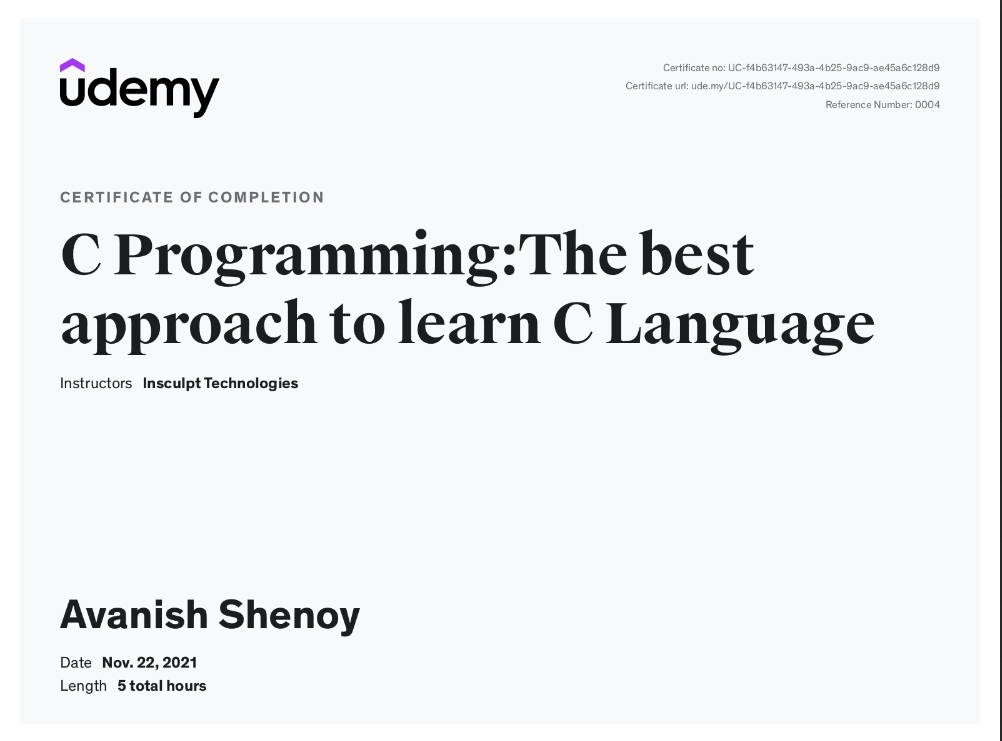 udemy
Certificate no: UC-f4b63147-493a-4b25-9ac9-ae45a6c128d9
Certificate url: ude.my/UC-f4b63147-493a-4b25-9ac9-ae45a6c128d9
Reference Number: 0004
CERTIFICATE OF COMPLETION
C Programming:The best
approach to learn C Language
Instructors Insculpt Technologies
Avanish Shenoy
Date Nov. 22, 2021
Length 5 total hours